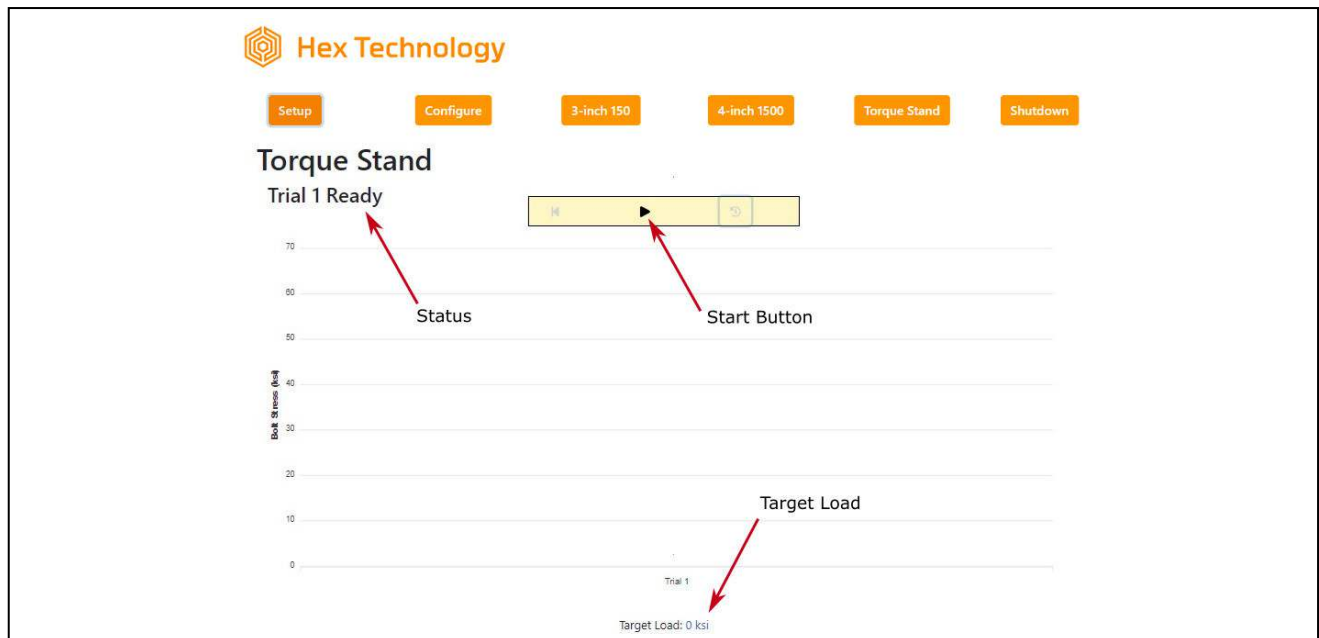 Hex Technology
Setup Configure 3-inch 150 4-inch 1500 Torque Stand Shutdown
Torque Stand
Trial 1 Ready
70
60
Status
Start Button
50
40
Bolt Stress (ksi)
30
20
Target Load
10
0
Trial 1
Target Load: 0 ksi